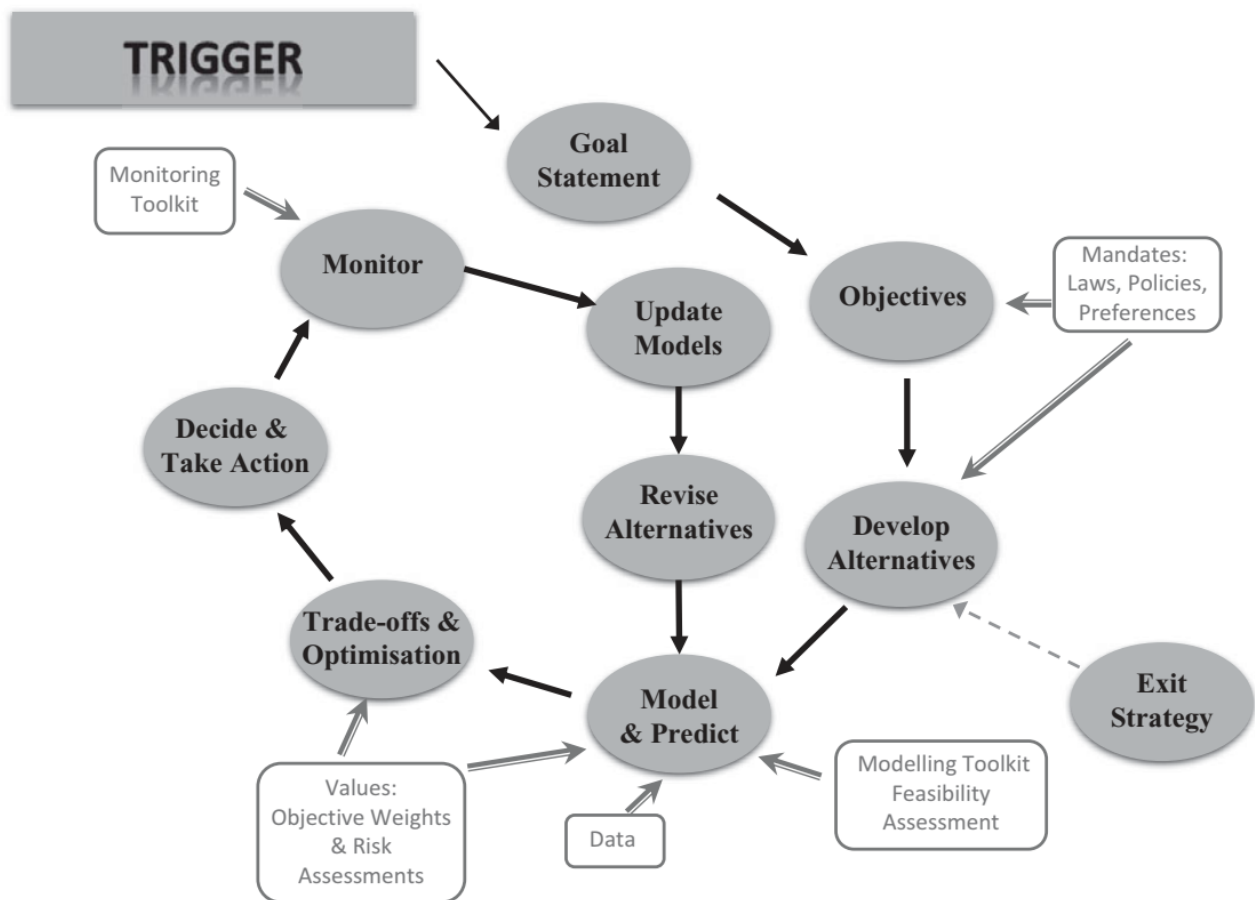 TRIGGER
Goal
Statement
Monitoring
Toolkit
Monitor
Mandates:
Laws, Policies,
Preferences
Objectives
Update
Models
Decide &
Take Action
Revise
Alternatives
Develop
Alternatives
Trade-offs &
Optimisation
Model
& Predict
Exit
Strategy
Values:
Objective Weights
& Risk
Assessments
Data
Modelling Toolkit
Feasibility
Assessment